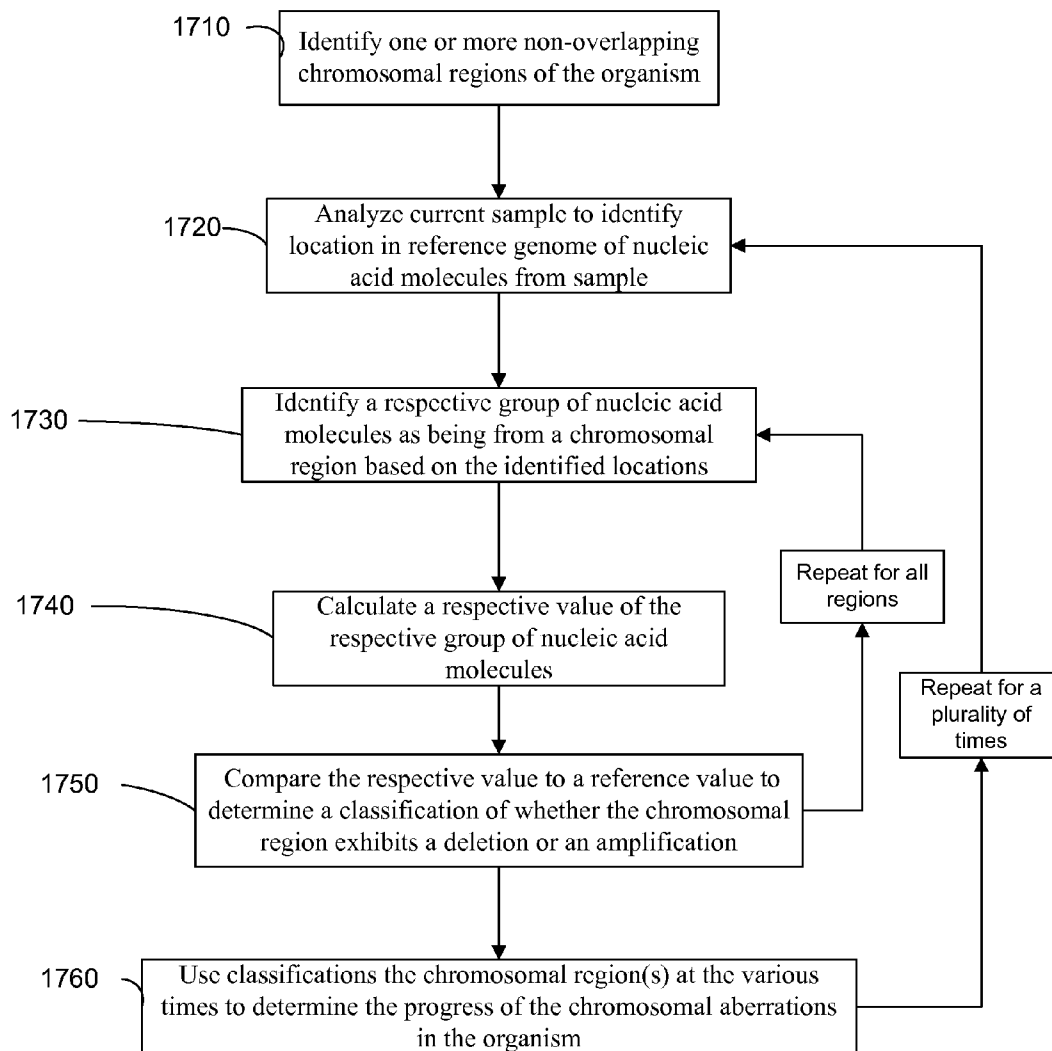 1710
Identify one or more non-overlapping
chromosomal regions of the organism
1720
Analyze current sample to identify
location in reference genome of nucleic
acid molecules from sample
1730
Identify a respective group of nucleic acid
molecules as being from a chromosomal
region based on the identified locations
Repeat for all
regions
1740
Calculate a respective value of the
respective group of nucleic acid
molecules
Repeat for a
plurality of
times
1750
Compare the respective value to a reference value to
determine a classification of whether the chromosomal
region exhibits a deletion or an amplification
1760
Use classifications the chromosomal region(s) at the various
times to determine the progress of the chromosomal aberrations
in the organism